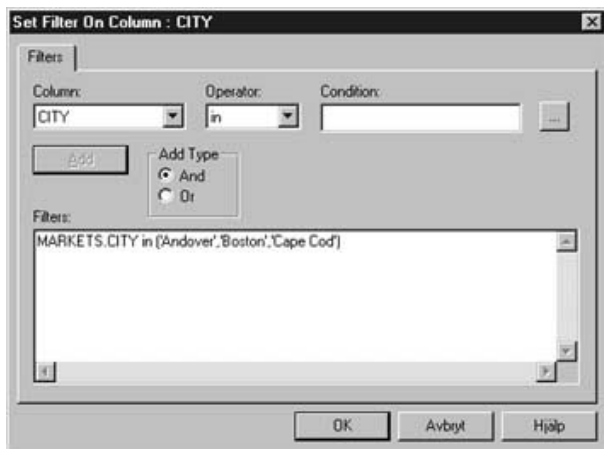 Set Filter On Column : CITY
Filters
Column: Operator: Condition:
CITY in
...
Add
Add Type
And
Or
Filters:
MARKETS.CITY in ('Andover','Boston','Cape Cod')
OK Avbryt Hjälp